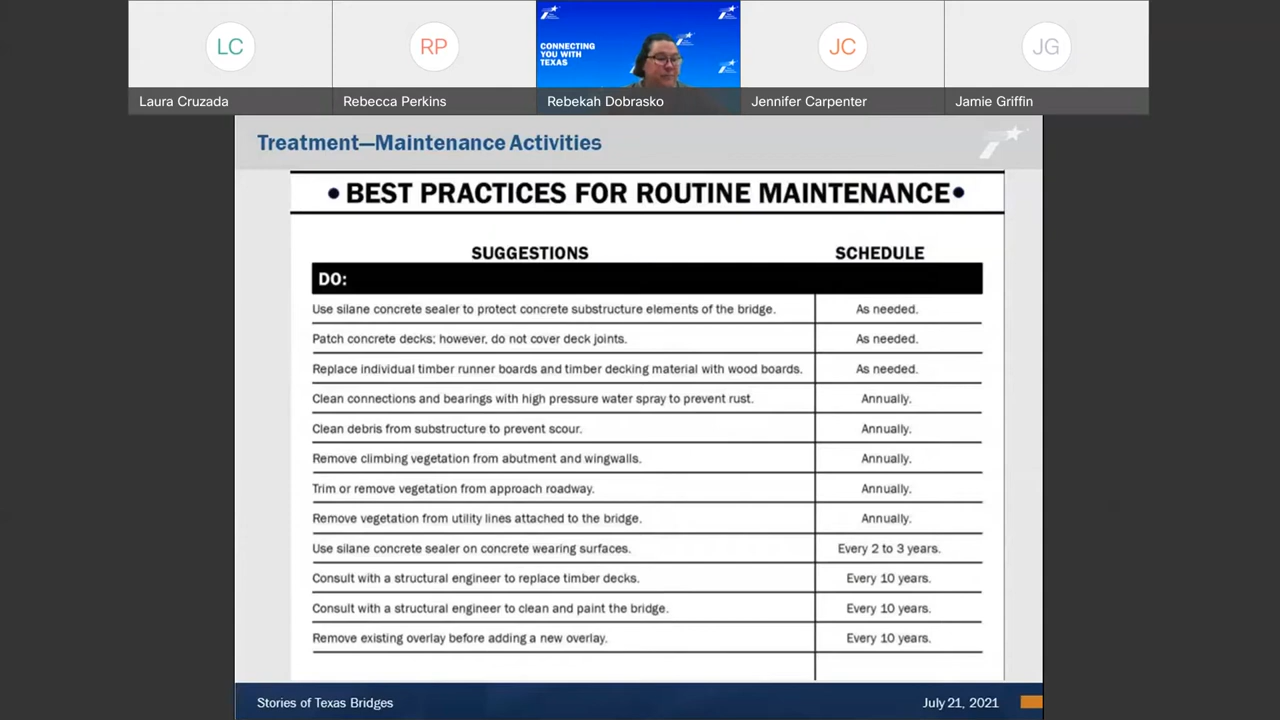 LC
RP
CONNECTING
YOU WITH
TEXAS
JC
JG
Laura Cruzada
Rebecca Perkins
Rebekah Dobrasko
Jennifer Carpenter
Jamie Griffin
Treatment—Maintenance Activities
• BEST PRACTICES FOR ROUTINE MAINTENANCE •
SUGGESTIONS SCHEDULE
DO:
Use silane concrete sealer to protect concrete substructure elements of the bridge. As needed.
Patch concrete decks; however, do not cover deck joints. As needed.
Replace individual timber runner boards and timber decking material with wood boards. As needed.
Clean connections and bearings with high pressure water spray to prevent rust. Annually.
Clean debris from substructure to prevent scour. Annually.
Remove climbing vegetation from abutment and wingwalls. Annually.
Trim or remove vegetation from approach roadway. Annually.
Remove vegetation from utility lines attached to the bridge. Annually.
Use silane concrete sealer on concrete wearing surfaces. Every 2 to 3 years.
Consult with a structural engineer to replace timber decks. Every 10 years.
Consult with a structural engineer to clean and paint the bridge. Every 10 years.
Remove existing overlay before adding a new overlay. Every 10 years.
Stories of Texas Bridges July 21, 2021